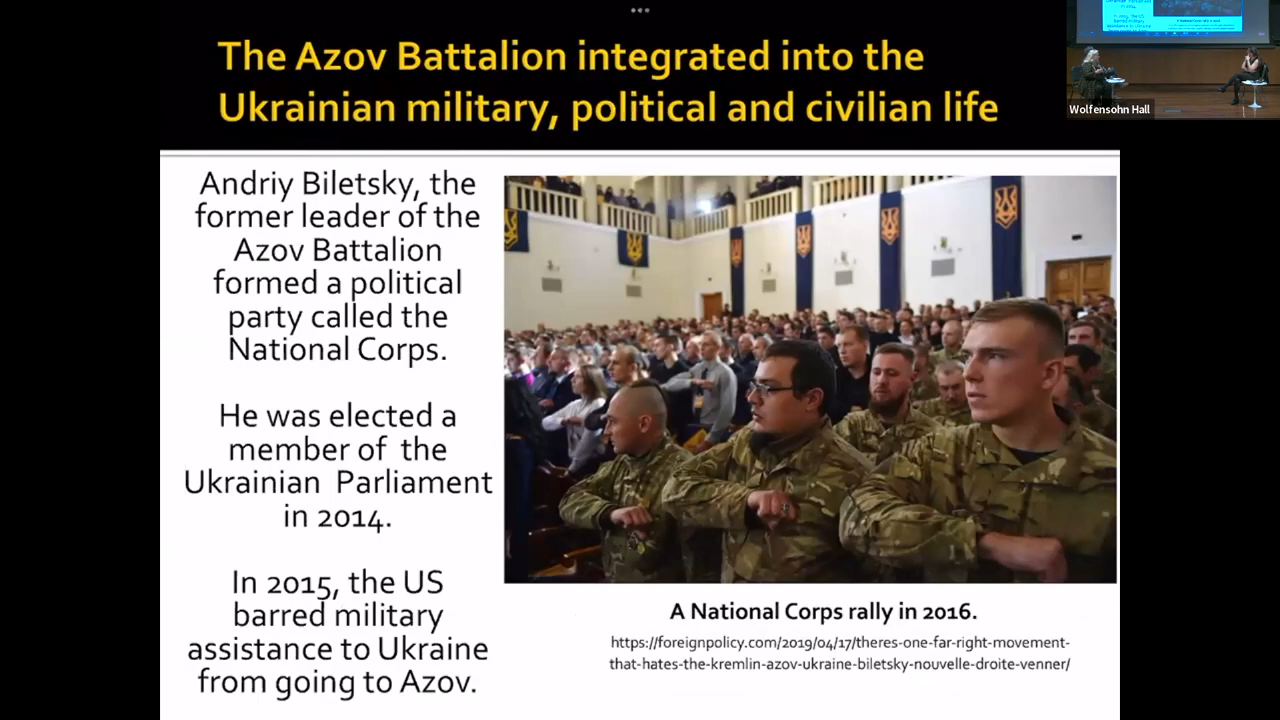 The Azov Battalion integrated into the
Ukrainian military, political and civilian life
Wolfensohn Hall
Andriy Biletsky, the
former leader of the
Azov Battalion
formed a political
party called the
National Corps.
He was elected a
member of the
Ukrainian Parliament
in 2014.
In 2015, the US
barred military
assistance to Ukraine
from going to Azov.
A National Corps rally in 2016.
https://foreignpolicy.com/2019/04/17/theres-one-far-right-movement-
that-hates-the-kremlin-azov-ukraine-biletsky-nouvelle-droite-venner/